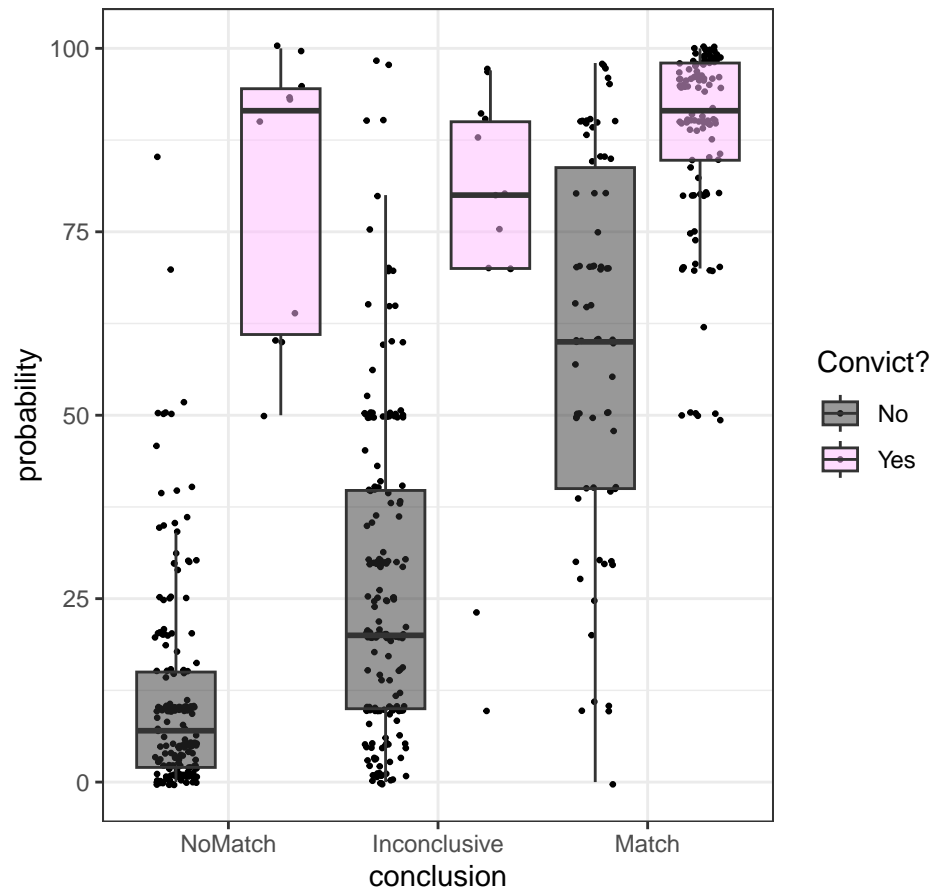 100
75
50
25
0
probability
NoMatch
Inconclusive
Match
conclusion
Convict?
No
Yes